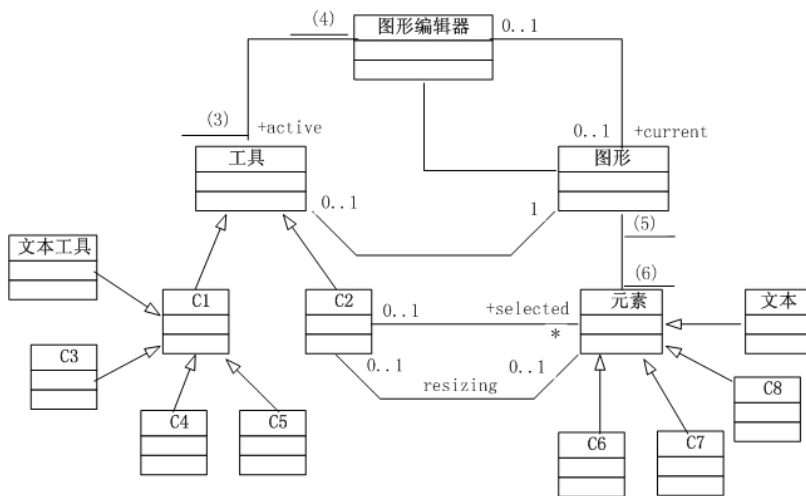 (4)
图形编辑器
0..1
(3)
+active
0..1
+current
工具
图形
0..1
1
(5)
文本工具
(6)
C1
C2
0..1
+selected
元素
文本
*
C3
0..1
resizing
0..1
C8
C4
C5
C6
C7